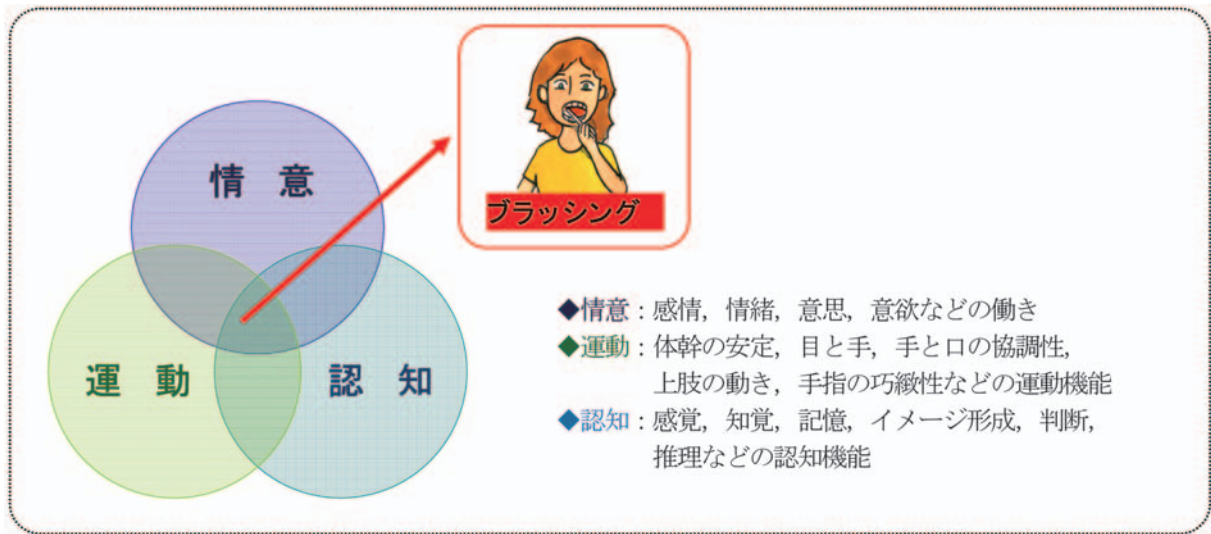 情 意
ブラッシング
運 動
認 知
◆情意：感情，情緒，意思，意欲などの働き
◆運動：体幹の安定，目と手，手と口の協調性，
上肢の動き，手指の巧緻性などの運動機能
◆認知：感覚，知覚，記憶，イメージ形成，判断，
推理などの認知機能